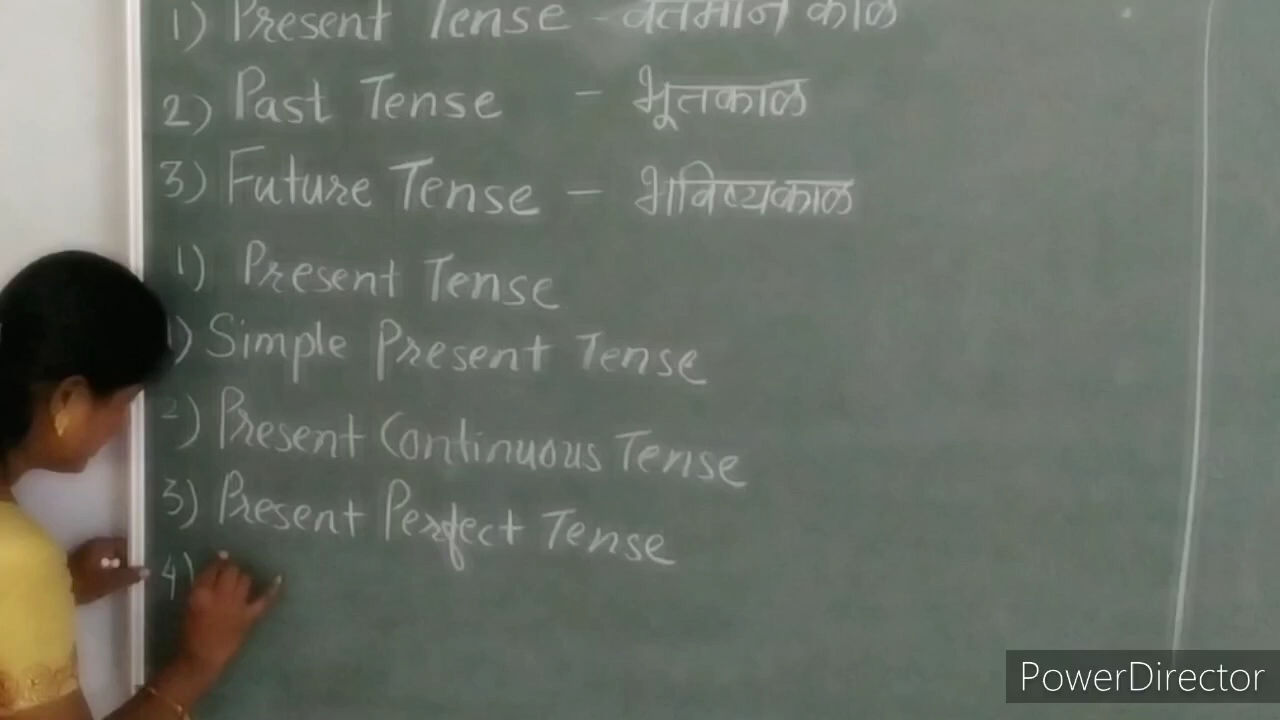 1) Present Tense - वर्तमान काळ
2) Past Tense - भूतकाळ
3) Future Tense - भविष्यकाळ
1) Present Tense
1) Simple Present Tense
2) Present Continuous Tense
3) Present Perfect Tense
4)
PowerDirector